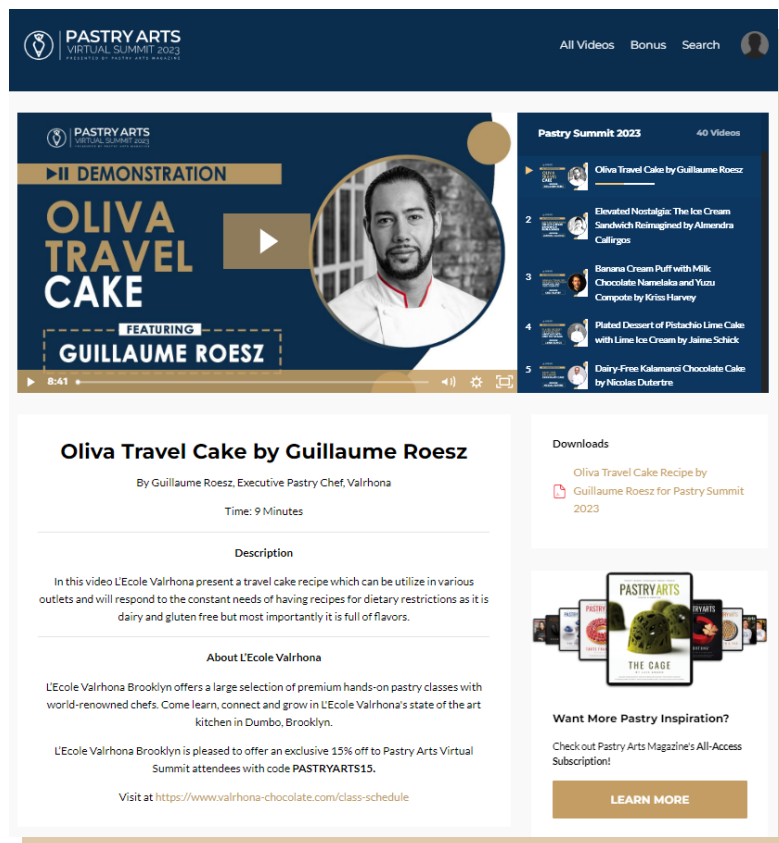 PASTRY ARTS
VIRTUAL SUMMIT 2023
PRESENTED BY PASTRY ARTS MAGAZINE
All Videos Bonus Search
PASTRY ARTS
VIRTUAL SUMMIT 2023
DEMONSTRATION
OLIVA
TRAVEL
CAKE
FEATURING
GUILLAUME ROESZ
8:41
Pastry Summit 2023 40 Videos
Oliva Travel Cake by Guillaume Roesz
2 Elevated Nostalgia: The Ice Cream
Sandwich Reimagined by Almendra
Callirgos
3 Banana Cream Puff with Milk
Chocolate Namelaka and Yuzu
Compote by Kriss Harvey
4 Plated Dessert of Pistachio Lime Cake
with Lime Ice Cream by Jaime Schick
5 Dairy-Free Kalamansi Chocolate Cake
by Nicolas Dutertre
Oliva Travel Cake by Guillaume Roesz
By Guillaume Roesz, Executive Pastry Chef, Valrhona
Time: 9 Minutes
Description
In this video L'Ecole Valrhona present a travel cake recipe which can be utilize in various
outlets and will respond to the constant needs of having recipes for dietary restrictions as it is
dairy and gluten free but most importantly it is full of flavors.
About L'Ecole Valrhona
L'Ecole Valrhona Brooklyn offers a large selection of premium hands-on pastry classes with
world-renowned chefs. Come learn, connect and grow in L'Ecole Valrhona's state of the art
kitchen in Dumbo, Brooklyn.
L'Ecole Valrhona Brooklyn is pleased to offer an exclusive 15% off to Pastry Arts Virtual
Summit attendees with code PASTRYARTS15.
Visit at https://www.valrhona-chocolate.com/class-schedule
Downloads
Oliva Travel Cake Recipe by
Guillaume Roesz for Pastry Summit
2023
PASTRY ARTS
THE CAGE
Want More Pastry Inspiration?
Check out Pastry Arts Magazine's All-Access
Subscription!
LEARN MORE